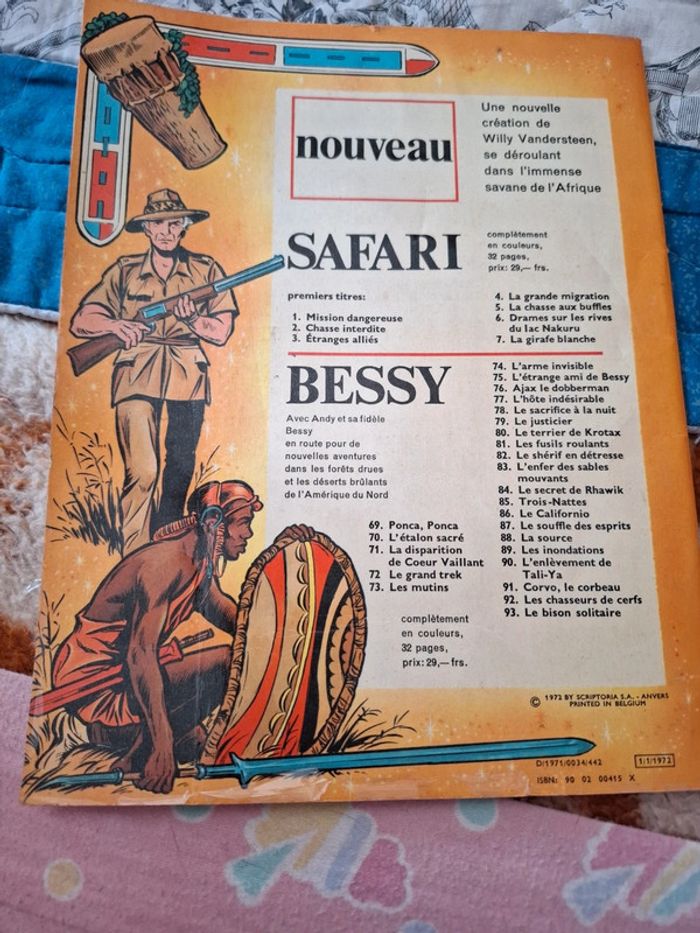 nouveau
Une nouvelle
création de
Willy Vandersteen,
se déroulant
dans l'immense
savane de l'Afrique
SAFARI
complètement
en couleurs,
32 pages,
prix: 29,— frs.
premiers titres:
1. Mission dangereuse
2. Chasse interdite
3. Étranges alliés
4. La grande migration
5. La chasse aux buffles
6. Drames sur les rives
du lac Nakuru
7. La girafe blanche
BESSY
Avec Andy et sa fidèle
Bessy
en route pour de
nouvelles aventures
dans les forêts drues
et les déserts brûlants
de l'Amérique du Nord
69. Ponca, Ponca
70. L'étalon sacré
71. La disparition
de Coeur Vaillant
72 Le grand trek
73. Les mutins
74. L'arme invisible
75. L'étrange ami de Bessy
76. Ajax le dobberman
77. L'hôte indésirable
78. Le sacrifice à la nuit
79. Le justicier
80. Le terrier de Krotax
81. Les fusils roulants
82. Le shérif en détresse
83. L'enfer des sables
mouvants
84. Le secret de Rhawik
85. Trois-Nattes
86. Le Californio
87. Le souffle des esprits
88. La source
89. Les inondations
90. L'enlèvement de
Tali-Ya
91. Corvo, le corbeau
92. Les chasseurs de cerfs
93. Le bison solitaire
complètement
en couleurs,
32 pages,
prix: 29,— frs.
© 1972 BY SCRIPTORIA S.A. - ANVERS
PRINTED IN BELGIUM
D/1971/0034/442
1/1/1972
ISBNr. 90 02 00415 X